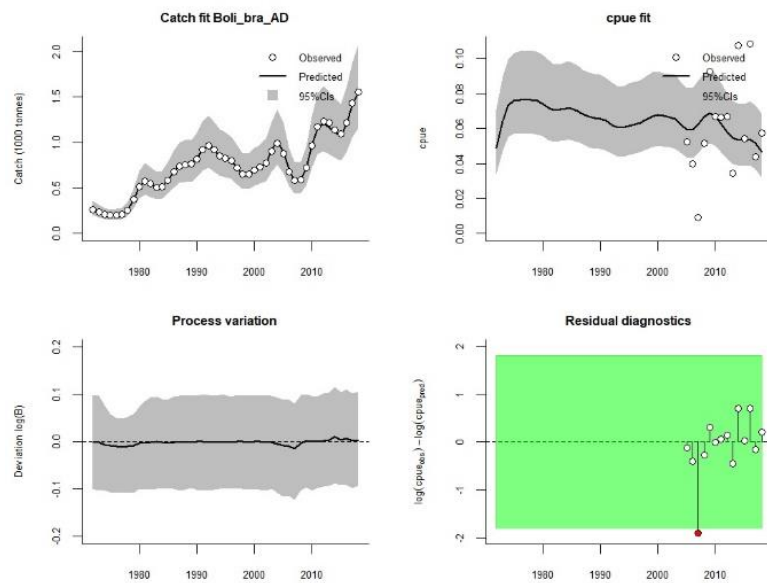 Catch fit Boli_bra_AD
Catch (1000 tonnes)
2.0
1.5
1.0
0.5
0.0
Observed
Predicted
95%CIs
1980 1990 2000 2010
cpue fit
cpue
0.10
0.08
0.06
0.04
0.02
0.00
Observed
Predicted
95%CIs
1980 1990 2000 2010
Process variation
Deviation log(B)
0.2
0.1
0.0
-0.1
-0.2
1980 1990 2000 2010
Residual diagnostics
log(cpue_obs) − log(cpue_pred)
2
1
0
-1
-2
1980 1990 2000 2010